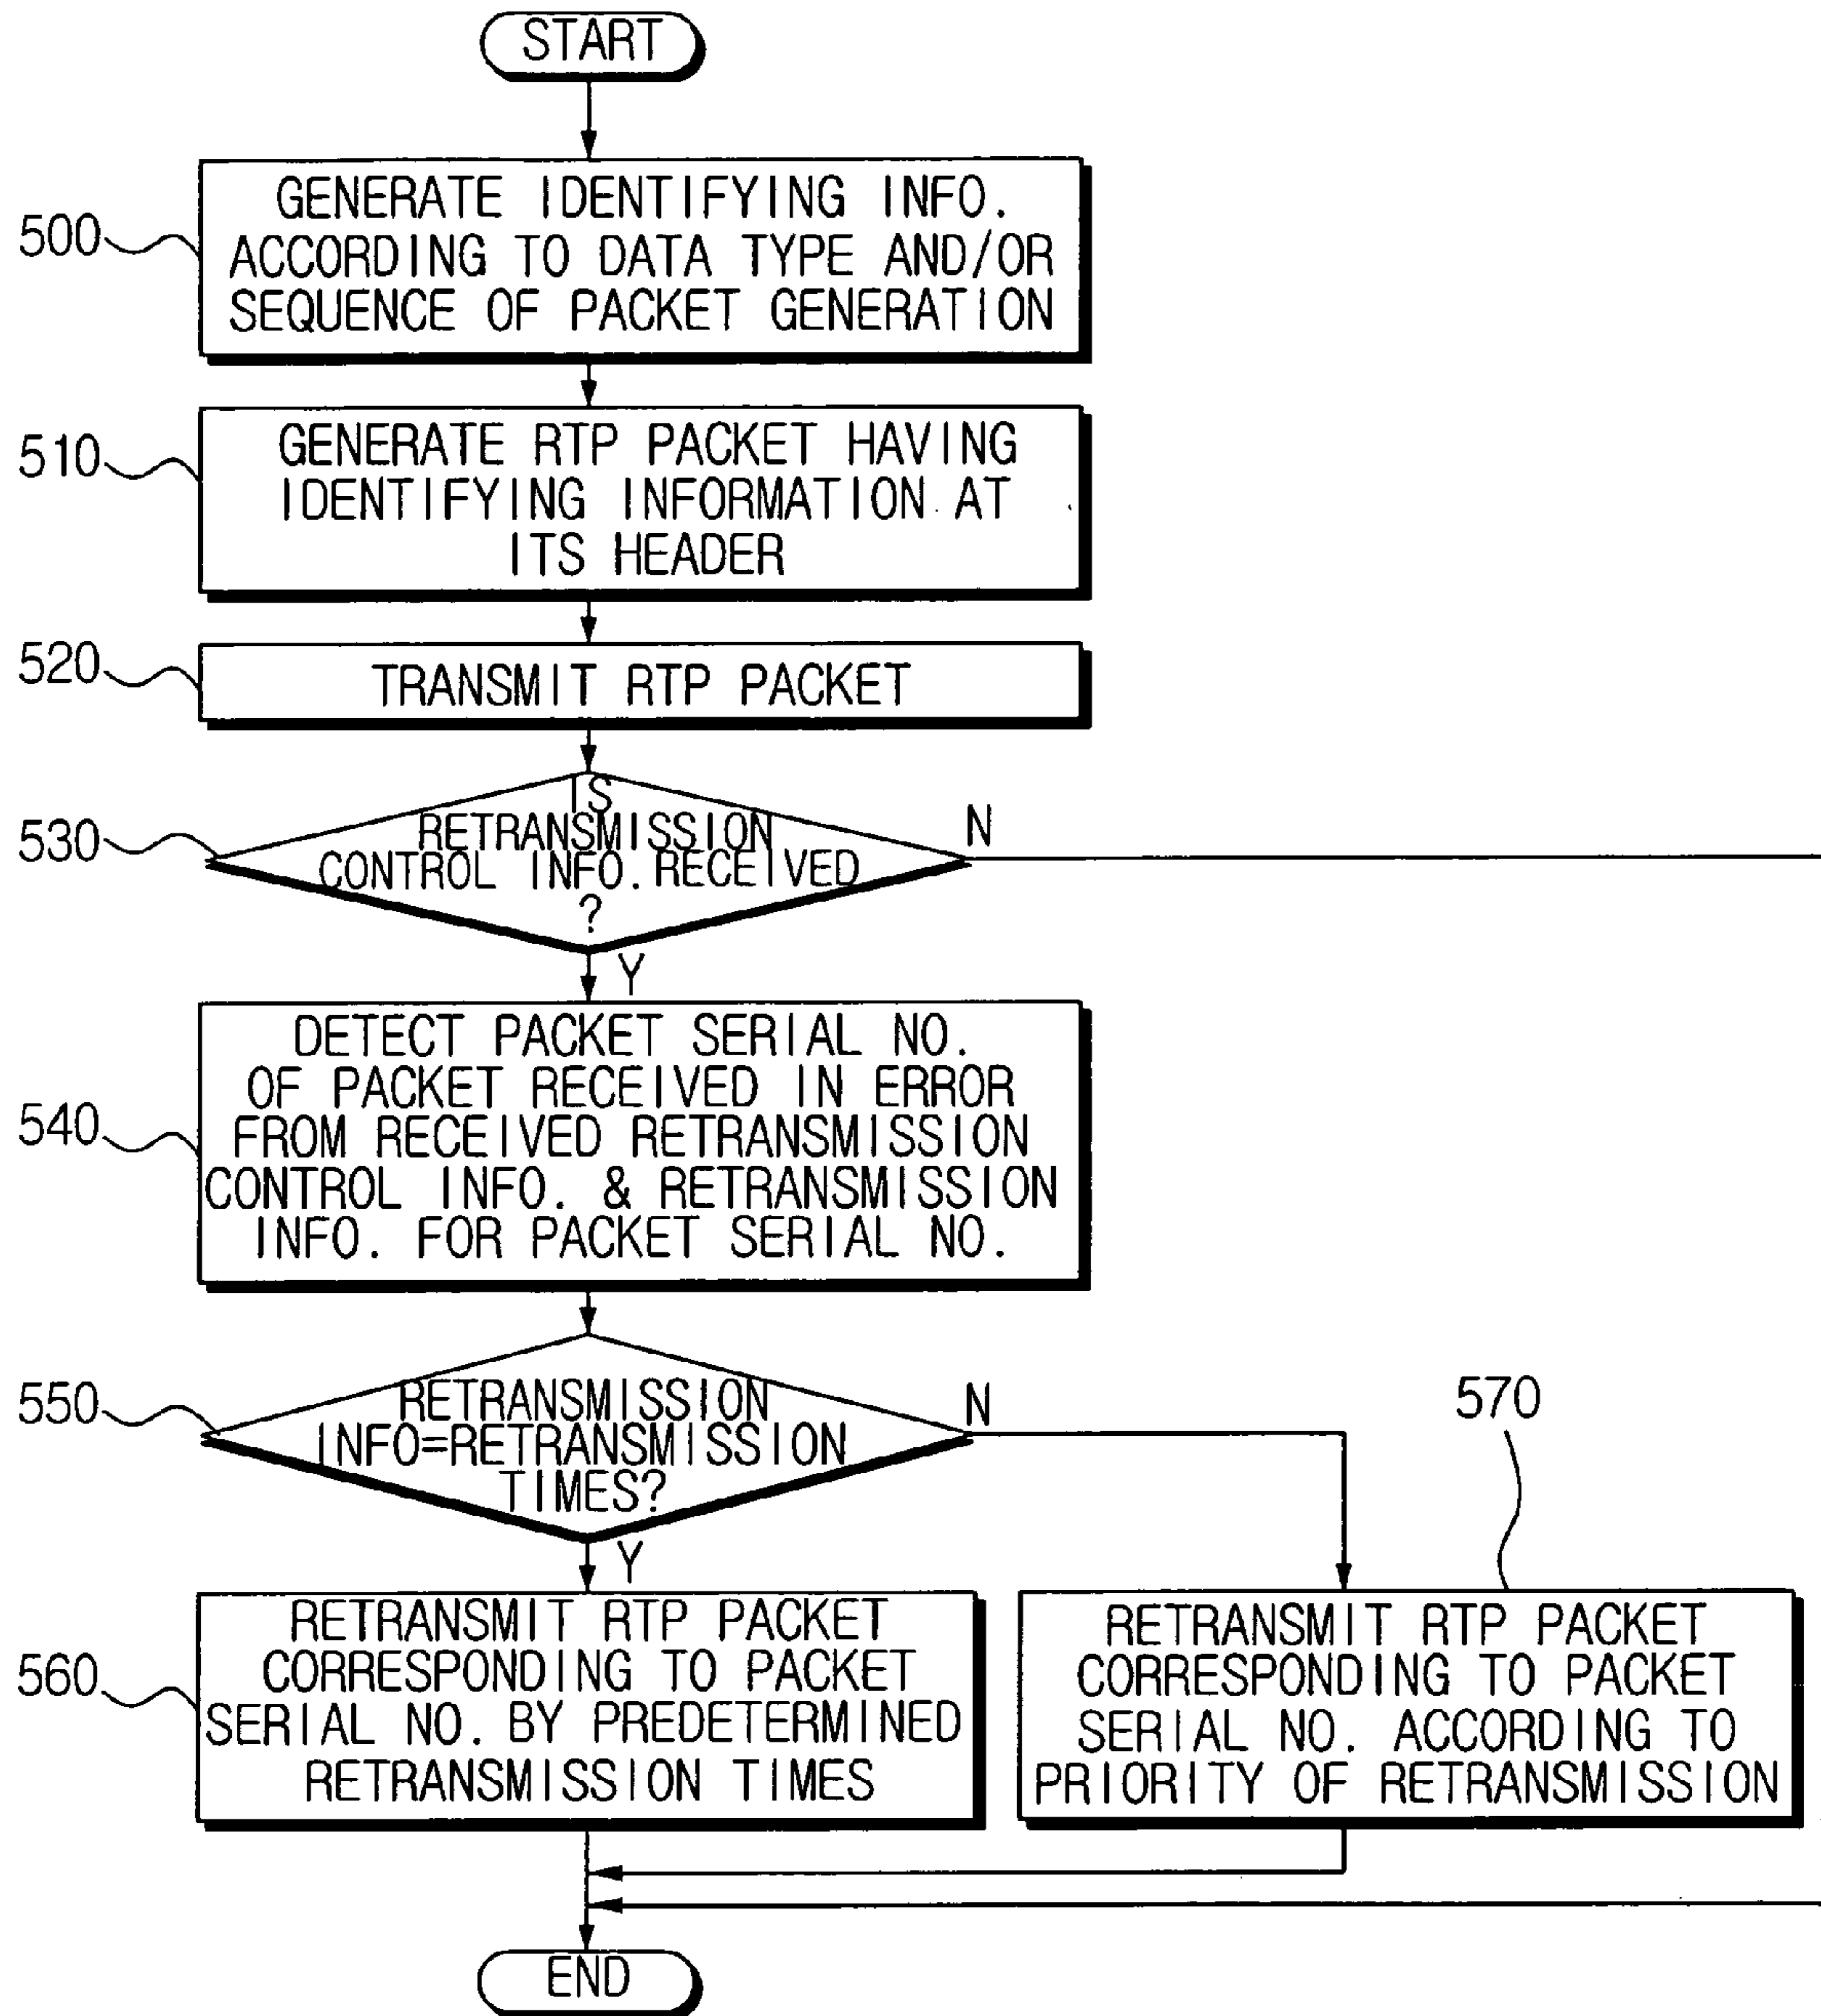 START
500
GENERATE IDENTIFYING INFO.
ACCORDING TO DATA TYPE AND/OR
SEQUENCE OF PACKET GENERATION
510
GENERATE RTP PACKET HAVING
IDENTIFYING INFORMATION AT
ITS HEADER
520
TRANSMIT RTP PACKET
530
IS
RETRANSMISSION
CONTROL INFO. RECEIVED
?
N
Y
540
DETECT PACKET SERIAL NO.
OF PACKET RECEIVED IN ERROR
FROM RECEIVED RETRANSMISSION
CONTROL INFO. & RETRANSMISSION
INFO. FOR PACKET SERIAL NO.
550
RETRANSMISSION
INFO=RETRANSMISSION
TIMES?
N
Y
560
RETRANSMIT RTP PACKET
CORRESPONDING TO PACKET
SERIAL NO. BY PREDETERMINED
RETRANSMISSION TIMES
570
RETRANSMIT RTP PACKET
CORRESPONDING TO PACKET
SERIAL NO. ACCORDING TO
PRIORITY OF RETRANSMISSION
END